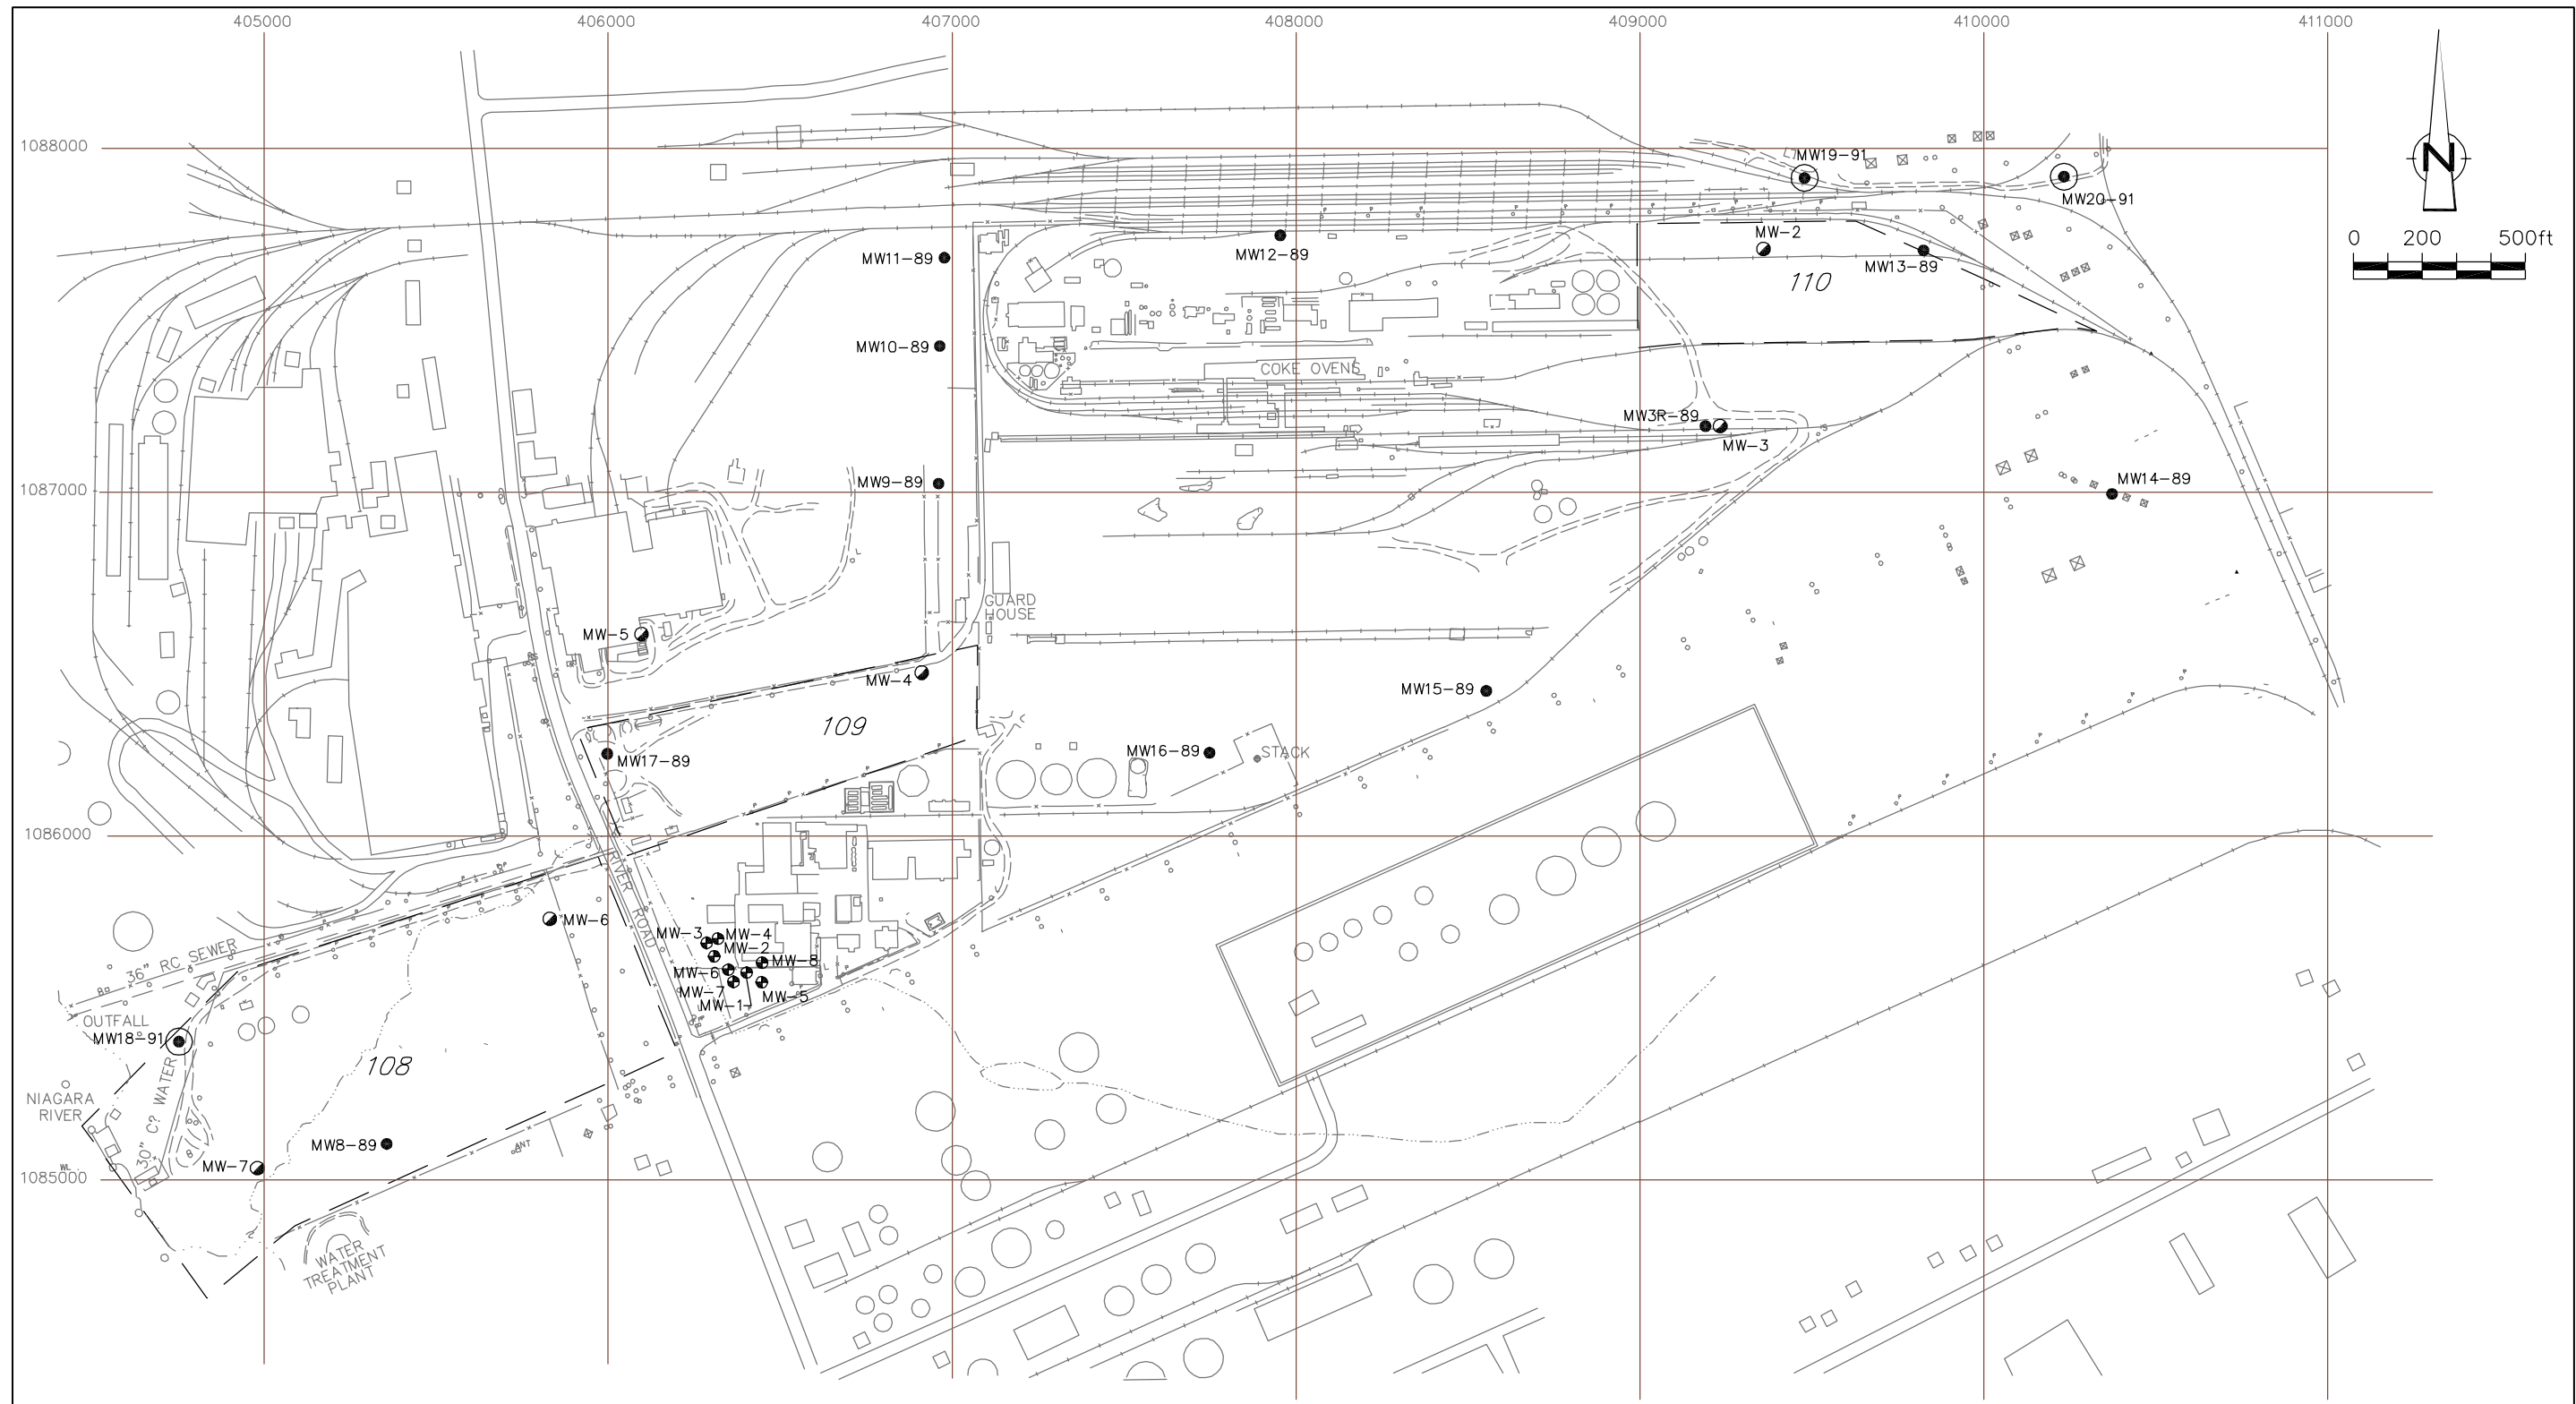 405000
406000
407000
408000
409000
410000
411000
1088000
MW19-91
N
MW20-91
MW-2
0 200 500ft
MW11-89
MW12-89
MW13-89
110
MW10-89
COKE OVENS
MW3R-89
MW-3
MW9-89
1087000
MW14-89
GUARD
HOUSE
MW-5
MW-4
MW15-89
109
MW17-89
MW16-89
STACK
1086000
RIVER
ROAD
MW-6
MW-3
MW-4
MW-2
36" RC SEWER
MW-6
MW-8
MW-7
MW-5
MW-1
OUTFALL
MW18-91
108
30" C? WATER
NIAGARA
RIVER
MW8-89
ANT
WL
MW-7
1085000
WATER
TREATMENT
PLANT